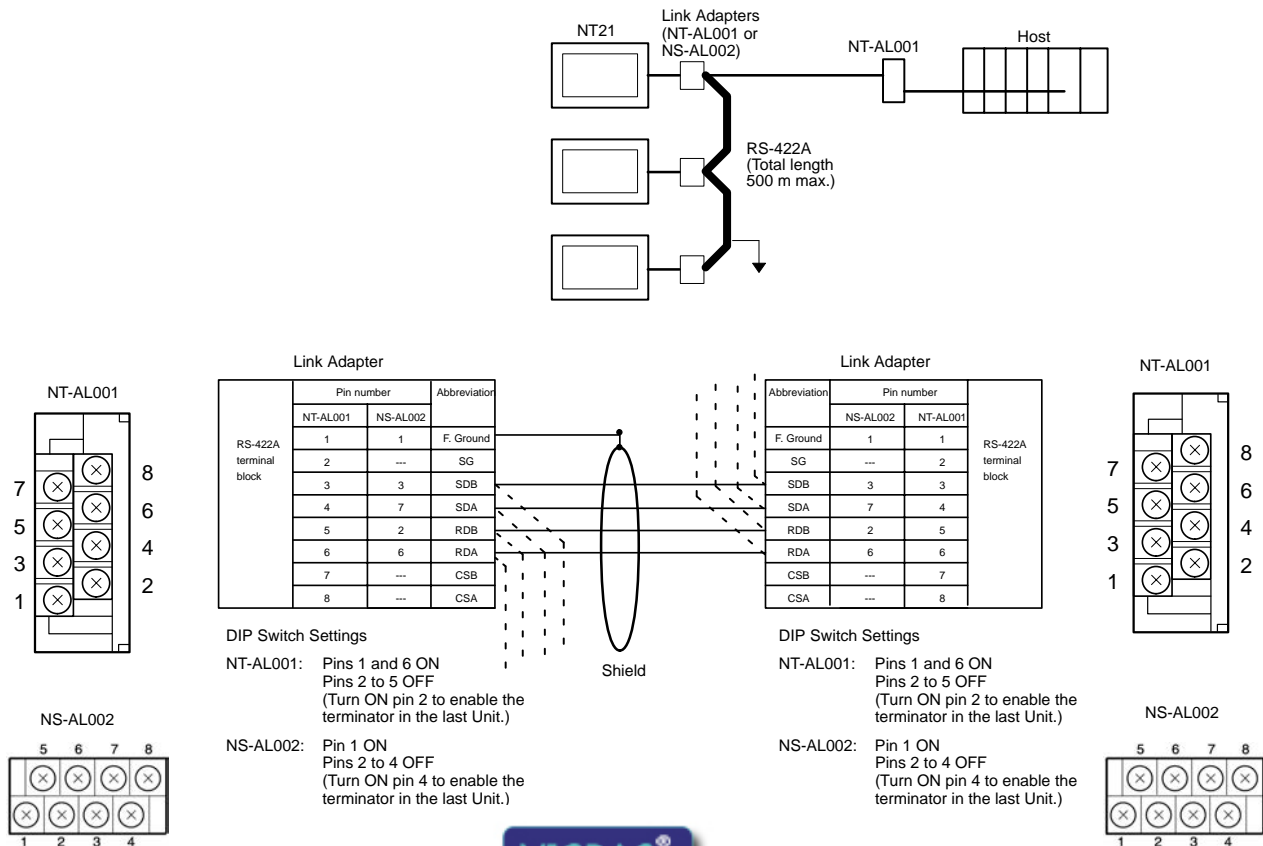 NT21
Link Adapters
(NT-AL001 or
NS-AL002)
NT-AL001
Host
RS-422A
(Total length
500 m max.)
Link Adapter
NT-AL001
8
7
6
5
4
3
2
1
RS-422A
terminal
block
Pin number Abbreviation
NT-AL001 NS-AL002
1 1 F. Ground
2 --- SG
3 3 SDB
4 7 SDA
5 2 RDB
6 6 RDA
7 --- CSB
8 --- CSA
Shield
Link Adapter
Abbreviation Pin number
NS-AL002 NT-AL001
F. Ground 1 1
SG --- 2
SDB 3 3
SDA 7 4
RDB 2 5
RDA 6 6
CSB --- 7
CSA --- 8
RS-422A
terminal
block
NT-AL001
8
7
6
5
4
3
2
1
DIP Switch Settings
NT-AL001: Pins 1 and 6 ON
Pins 2 to 5 OFF
(Turn ON pin 2 to enable the
terminator in the last Unit.)
NS-AL002: Pin 1 ON
Pins 2 to 4 OFF
(Turn ON pin 4 to enable the
terminator in the last Unit.)
DIP Switch Settings
NT-AL001: Pins 1 and 6 ON
Pins 2 to 5 OFF
(Turn ON pin 2 to enable the
terminator in the last Unit.)
NS-AL002: Pin 1 ON
Pins 2 to 4 OFF
(Turn ON pin 4 to enable the
terminator in the last Unit.)
NS-AL002
5 6 7 8
1 2 3 4
NS-AL002
5 6 7 8
1 2 3 4